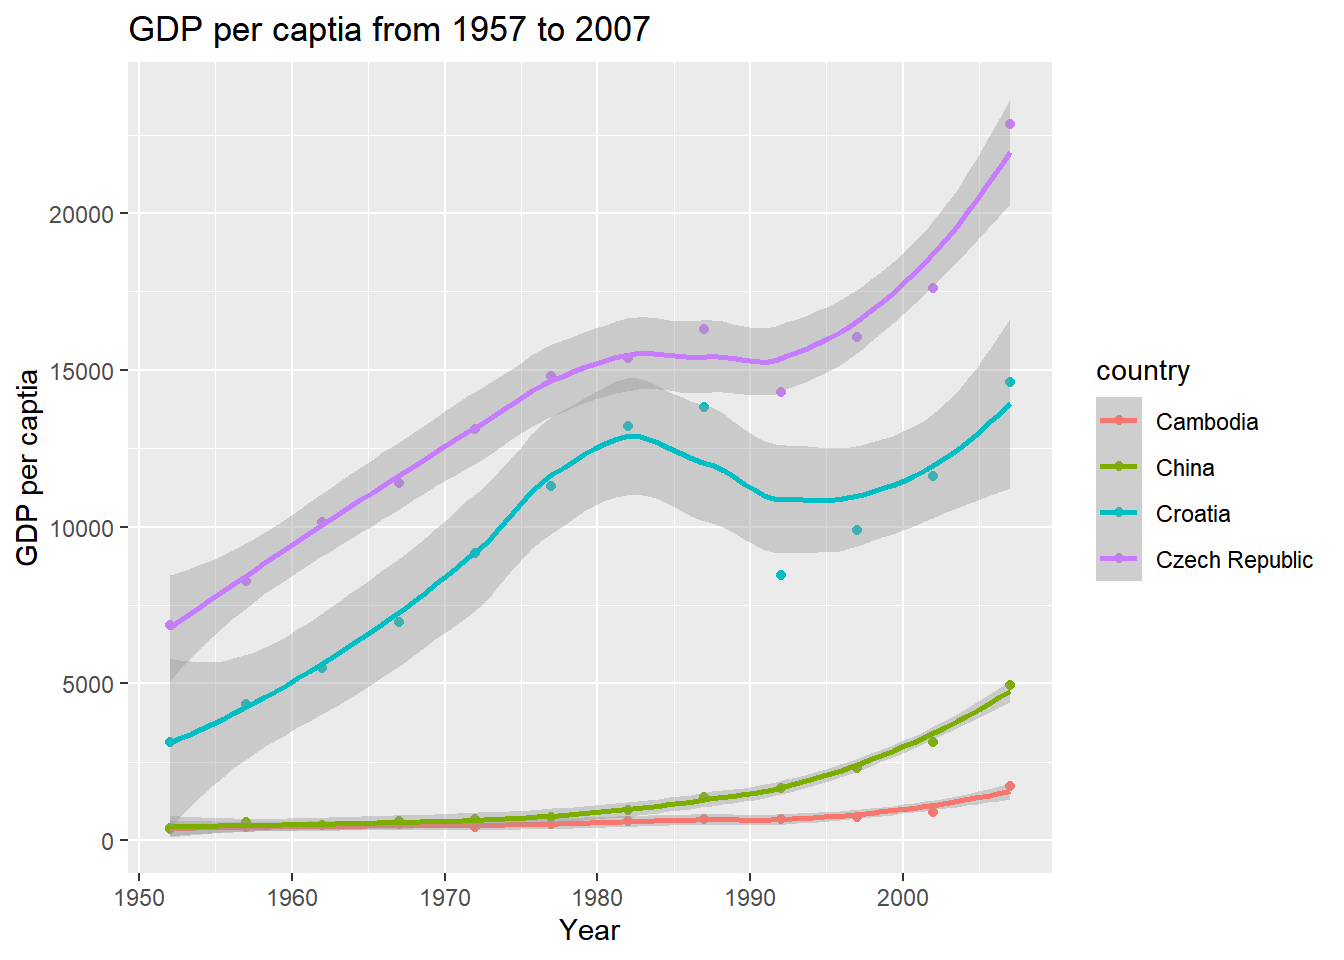 GDP per captia from 1957 to 2007
GDP per captia
20000
15000
10000
5000
0
1950 1960 1970 1980 1990 2000
Year
country
Cambodia
China
Croatia
Czech Republic